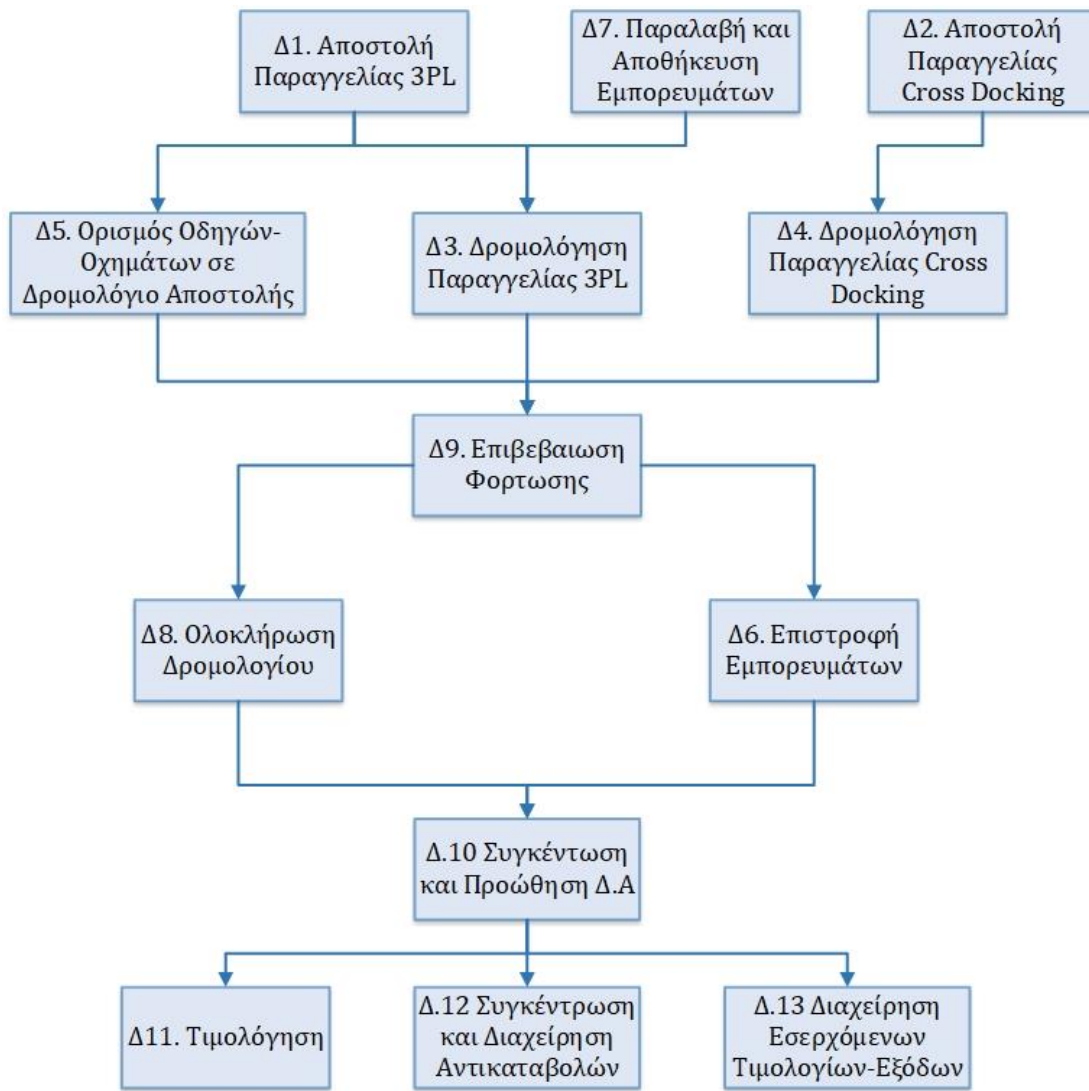 Δ1. Αποστολή
Παραγγελίας 3PL
Δ7. Παραλαβή και
Αποθήκευση
Εμπορευμάτων
Δ2. Αποστολή
Παραγγελίας
Cross Docking
Δ5. Ορισμός Οδηγών-
Οχημάτων σε
Δρομολόγιο Αποστολής
Δ3. Δρομολόγηση
Παραγγελίας 3PL
Δ4. Δρομολόγηση
Παραγγελίας Cross
Docking
Δ9. Επιβεβαιωση
Φορτωσης
Δ8. Ολοκλήρωση
Δρομολογίου
Δ6. Επιστροφή
Εμπορευμάτων
Δ.10 Συγκέντωση
και Προώθηση Δ.Α
Δ11. Τιμολόγηση
Δ.12 Συγκέντρωση
και Διαχείρηση
Αντικαταβολών
Δ.13 Διαχείρηση
Εσερχόμενων
Τιμολογίων-Εξόδων